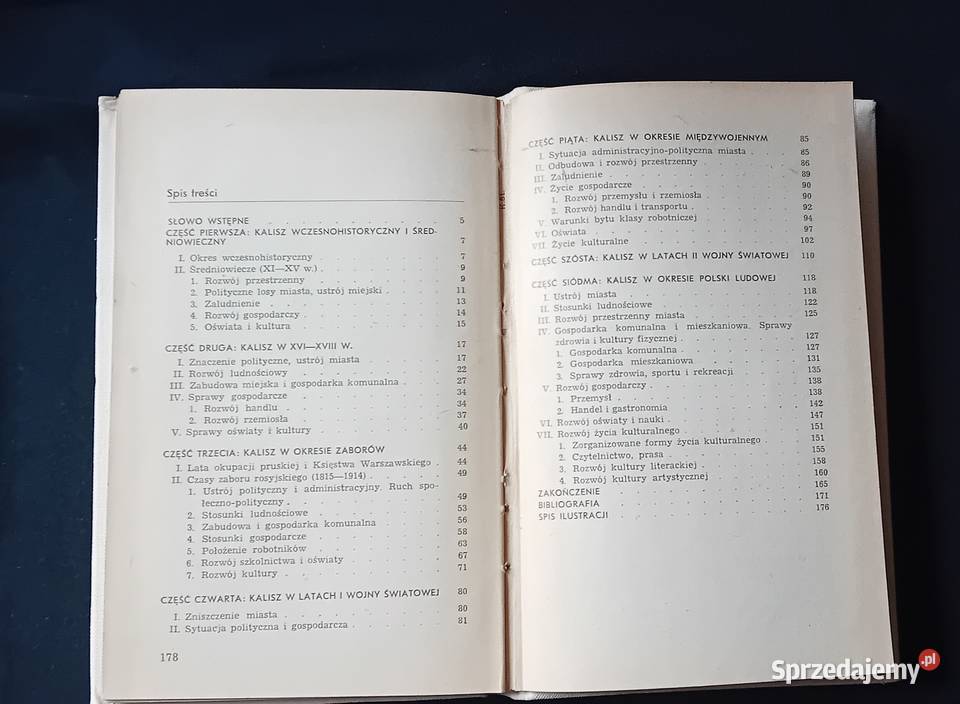 Spis treści
SŁOWO WSTĘPNE 5
CZĘŚĆ PIERWSZA: KALISZ WCZESNOHISTORYCZNY I ŚRED-
NIOWIECZNY 7
I. Okres wczesnohistoryczny 7
II. Średniowiecze (XI—XV w.) 9
1. Rozwój przestrzenny 9
2. Polityczne losy miasta, ustrój miejski 11
3. Zaludnienie 13
4. Rozwój gospodarczy 14
5. Oświata i kultura 15
CZĘŚĆ DRUGA: KALISZ W XVI—XVIII W. 17
I. Znaczenie polityczne, ustrój miasta 17
II. Rozwój ludnościowy 22
III. Zabudowa miejska i gospodarka komunalna 27
IV. Sprawy gospodarcze 34
1. Rozwój handlu 34
2. Rozwój rzemiosła 37
V. Sprawy oświaty i kultury 40
CZĘŚĆ TRZECIA: KALISZ W OKRESIE ZABORÓW 44
I. Lata okupacji pruskiej i Księstwa Warszawskiego 44
II. Czasy zaboru rosyjskiego (1815—1914) 49
1. Ustrój polityczny i administracyjny. Ruch spo-
łeczno-polityczny 49
2. Stosunki ludnościowe 53
3. Zabudowa i gospodarka komunalna 56
4. Stosunki gospodarcze 58
5. Położenie robotników 63
6. Rozwój szkolnictwa i oświaty 67
7. Rozwój kultury 71
CZĘŚĆ CZWARTA: KALISZ W LATACH I WOJNY ŚWIATOWEJ 80
I. Zniszczenie miasta 80
II. Sytuacja polityczna i gospodarcza 81
178
CZĘŚĆ PIĄTA: KALISZ W OKRESIE MIĘDZYWOJENNYM 85
I. Sytuacja administracyjno-polityczna miasta 85
II. Odbudowa i rozwój przestrzenny 86
III. Zaludnienie 89
IV. Życie gospodarcze 90
1. Rozwój przemysłu i rzemiosła 90
2. Rozwój handlu i transportu 92
V. Warunki bytu klasy robotniczej 94
VI. Oświata 97
VII. Życie kulturalne 102
CZĘŚĆ SZÓSTA: KALISZ W LATACH II WOJNY ŚWIATOWEJ 110
CZĘŚĆ SIÓDMA: KALISZ W OKRESIE POLSKI LUDOWEJ 118
I. Ustrój miasta 118
II. Stosunki ludnościowe 122
III. Rozwój przestrzenny miasta 125
IV. Gospodarka komunalna i mieszkaniowa. Sprawy
zdrowia i kultury fizycznej 127
1. Gospodarka komunalna 127
2. Gospodarka mieszkaniowa 131
3. Sprawy zdrowia, sportu i rekreacji 135
V. Rozwój gospodarczy 138
1. Przemysł 138
2. Handel i gastronomia 142
VI. Rozwój oświaty i nauki 147
VII. Rozwój życia kulturalnego 151
1. Zorganizowane formy życia kulturalnego 151
2. Czytelnictwo, prasa 155
3. Rozwój kultury literackiej 158
4. Rozwój kultury artystycznej 160
ZAKOŃCZENIE 165
BIBLIOGRAFIA 171
SPIS ILUSTRACJI 176
Sprzedajemy.pl